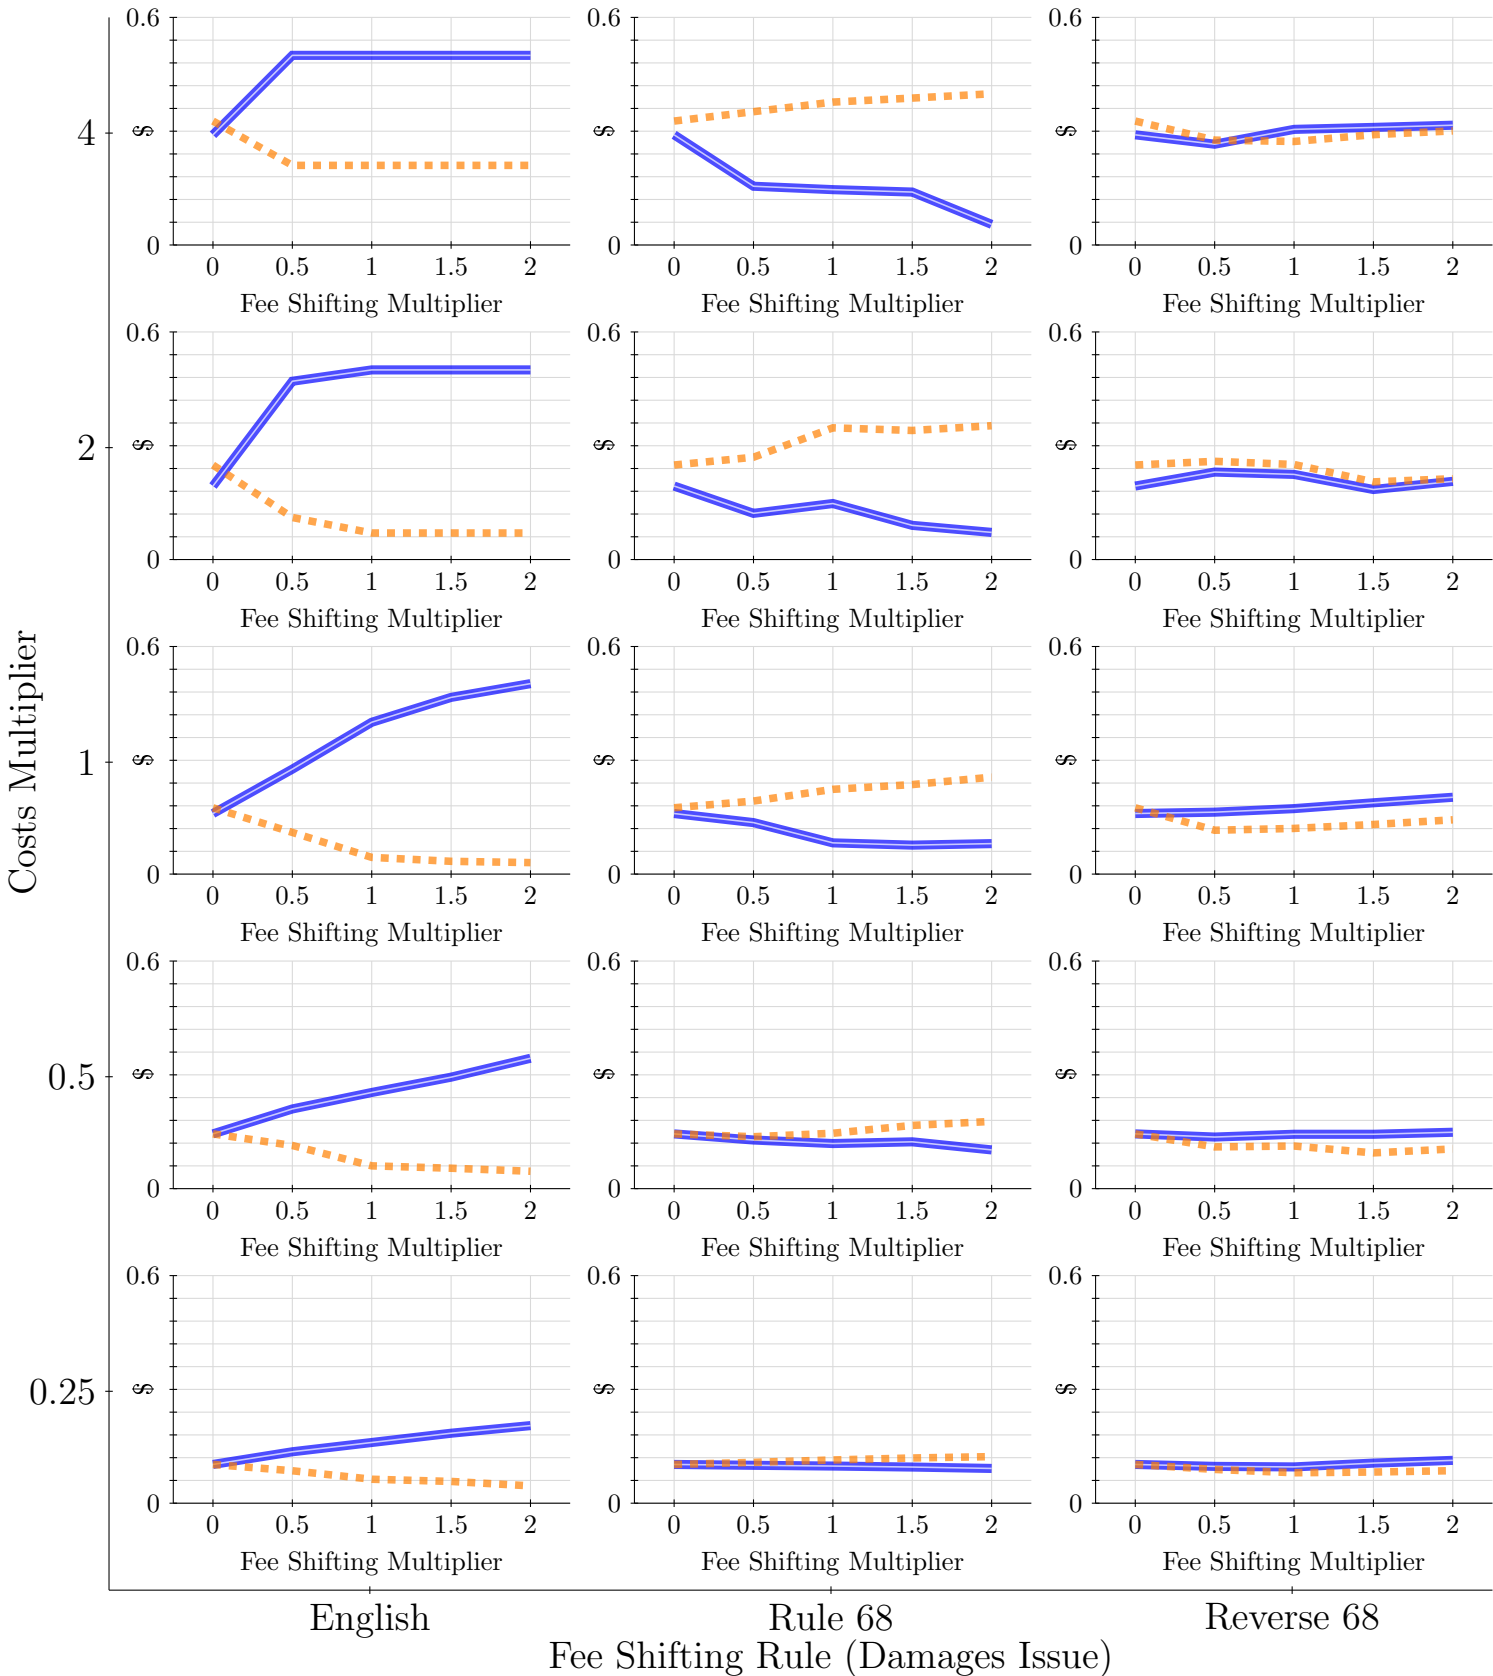 0.6 0.6 0.6
4 $ $ $
0 0 0
0 0.5 1 1.5 2 0 0.5 1 1.5 2 0 0.5 1 1.5 2
Fee Shifting Multiplier Fee Shifting Multiplier Fee Shifting Multiplier
0.6 0.6 0.6
2 $ $ $
0 0 0
0 0.5 1 1.5 2 0 0.5 1 1.5 2 0 0.5 1 1.5 2
Fee Shifting Multiplier Fee Shifting Multiplier Fee Shifting Multiplier
Costs Multiplier
0.6 0.6 0.6
1 $ $ $
0 0 0
0 0.5 1 1.5 2 0 0.5 1 1.5 2 0 0.5 1 1.5 2
Fee Shifting Multiplier Fee Shifting Multiplier Fee Shifting Multiplier
0.6 0.6 0.6
0.5 $ $ $
0 0 0
0 0.5 1 1.5 2 0 0.5 1 1.5 2 0 0.5 1 1.5 2
Fee Shifting Multiplier Fee Shifting Multiplier Fee Shifting Multiplier
0.6 0.6 0.6
0.25 $ $ $
0 0 0
0 0.5 1 1.5 2 0 0.5 1 1.5 2 0 0.5 1 1.5 2
Fee Shifting Multiplier Fee Shifting Multiplier Fee Shifting Multiplier
English Rule 68 Reverse 68
Fee Shifting Rule (Damages Issue)